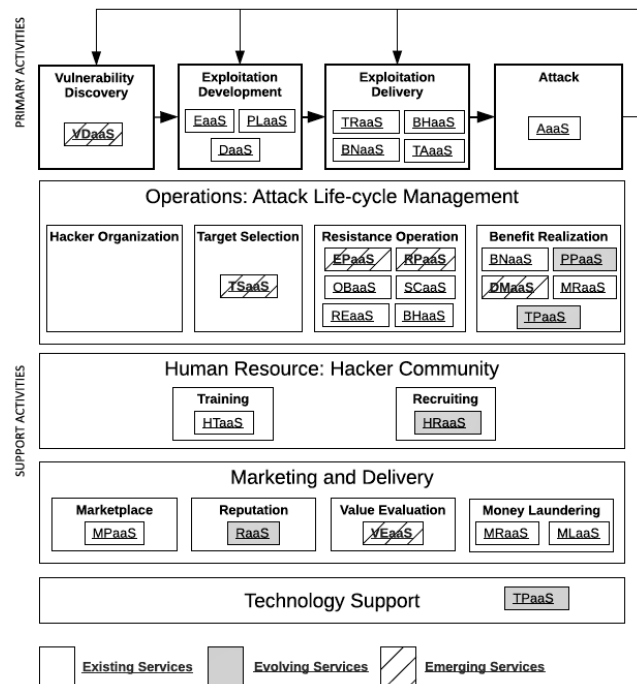 PRIMARY ACTIVITIES
Vulnerability
Discovery
VDaaS
Exploitation
Development
EaaS PLaaS
DaaS
Exploitation
Delivery
TRaaS BHaaS
BNaaS TAaaS
Attack
AaaS
SUPPORT ACTIVITIES
Operations: Attack Life-cycle Management
Hacker Organization
Target Selection
TSaaS
Resistance Operation
EPaaS RPaaS
OBaaS SCaaS
REaaS BHaaS
Benefit Realization
BNaaS PPaaS
DMaaS MRaaS
TPaaS
Human Resource: Hacker Community
Training
HTaaS
Recruiting
HRaaS
Marketing and Delivery
Marketplace
MPaaS
Reputation
RaaS
Value Evaluation
VEaaS
Money Laundering
MRaaS MLaaS
Technology Support TPaaS
Existing Services Evolving Services Emerging Services